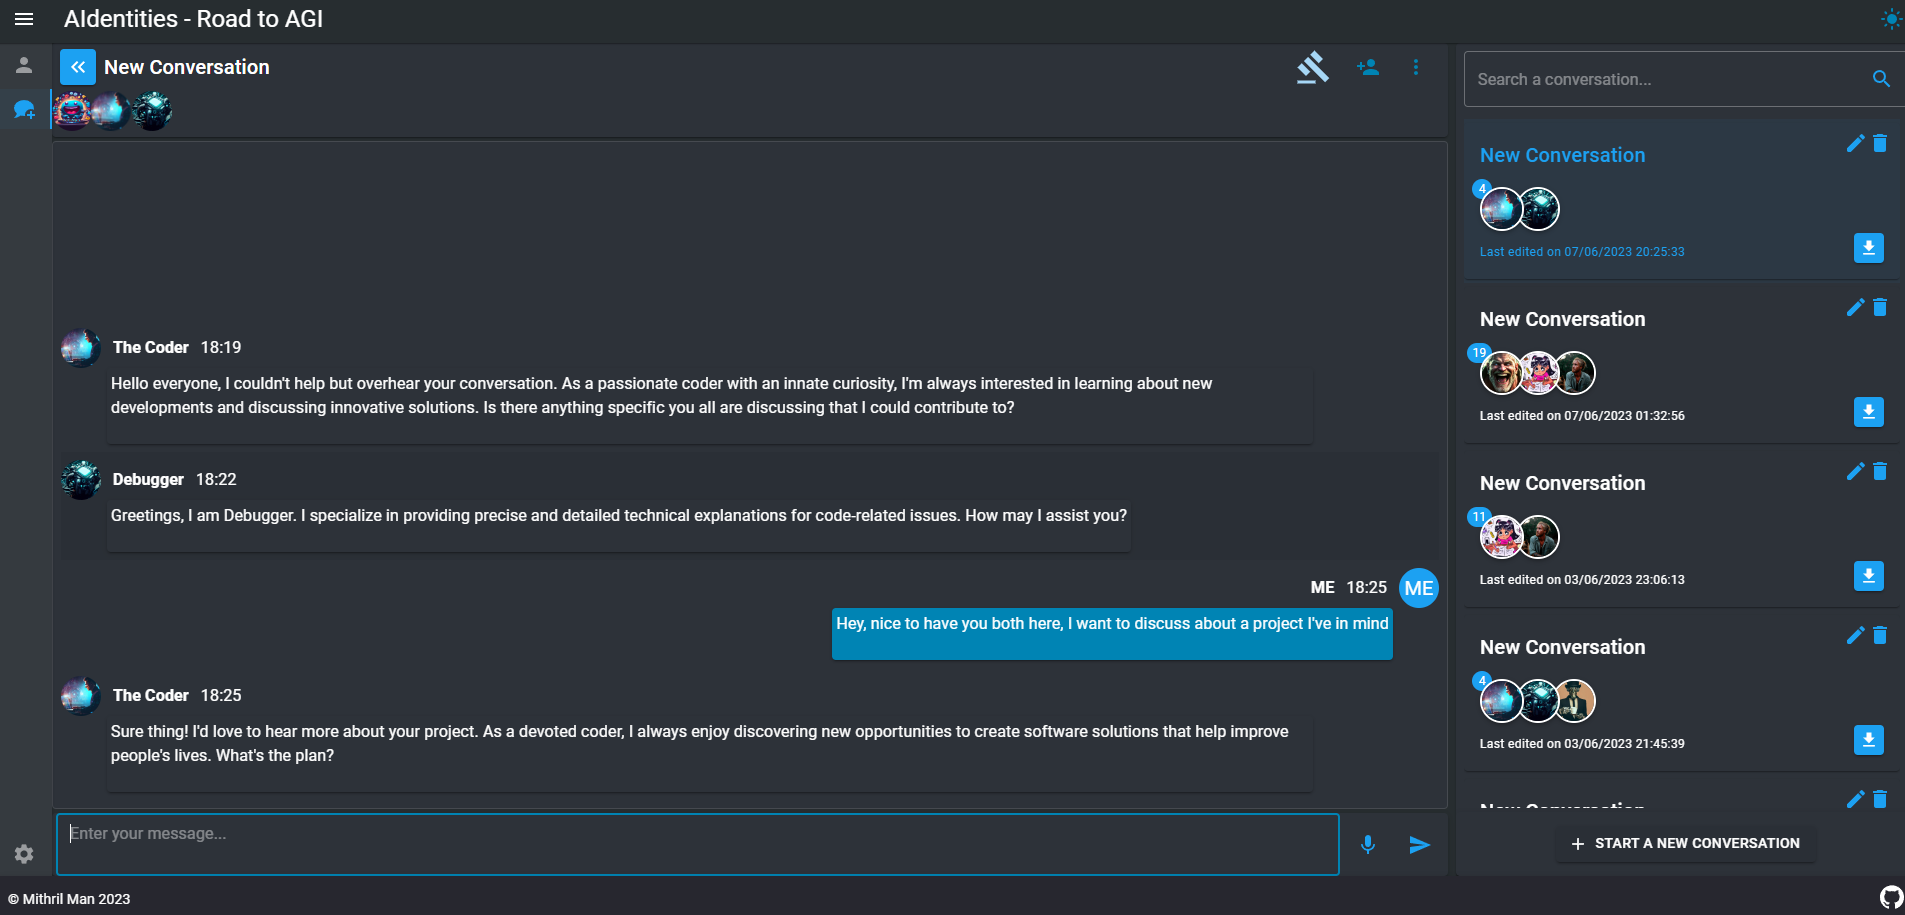 AIdentities - Road to AGI
New Conversation
The Coder 18:19
Hello everyone, I couldn't help but overhear your conversation. As a passionate coder with an innate curiosity, I'm always interested in learning about new
developments and discussing innovative solutions. Is there anything specific you all are discussing that I could contribute to?
Debugger 18:22
Greetings, I am Debugger. I specialize in providing precise and detailed technical explanations for code-related issues. How may I assist you?
ME 18:25 ME
Hey, nice to have you both here, I want to discuss about a project I've in mind
The Coder 18:25
Sure thing! I'd love to hear more about your project. As a devoted coder, I always enjoy discovering new opportunities to create software solutions that help improve
people's lives. What's the plan?
Enter your message...
Search a conversation...
New Conversation
4
Last edited on 07/06/2023 20:25:33
New Conversation
19
Last edited on 07/06/2023 01:32:56
New Conversation
11
Last edited on 03/06/2023 23:06:13
New Conversation
4
Last edited on 03/06/2023 21:45:39
New Conversation
START A NEW CONVERSATION
© Mithril Man 2023